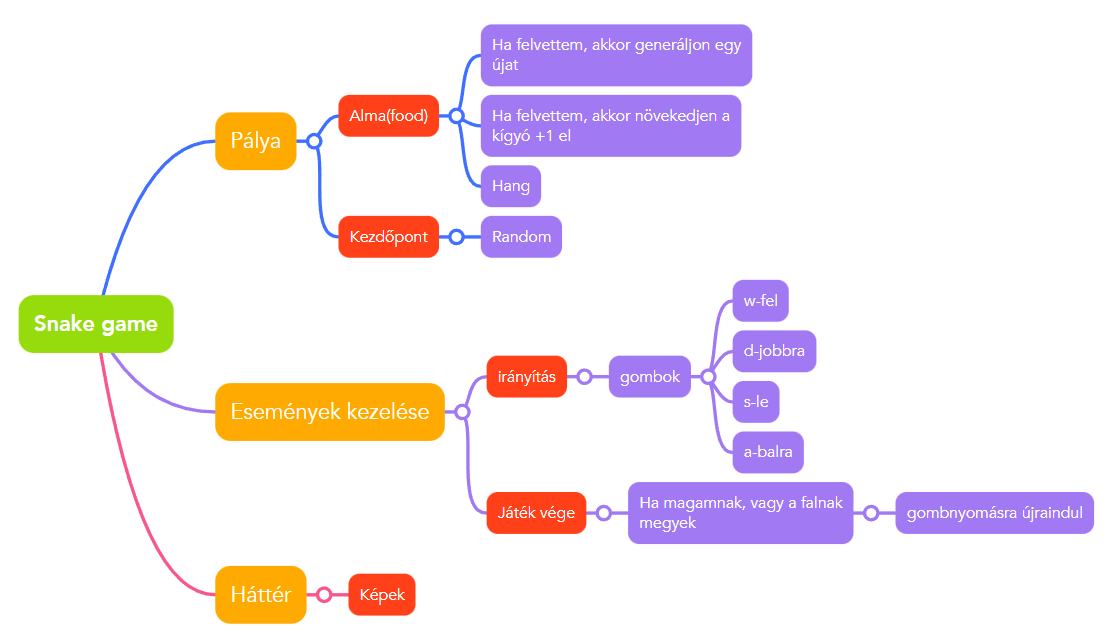 Ha felvettem, akkor generáljon egy
újat
Alma(food)
Ha felvettem, akkor növekedjen a
kígyó +1 el
Pálya
Hang
Kezdőpont
Random
Snake game
w-fel
d-jobbra
irányítás
gombok
s-le
Események kezelése
a-balra
Játék vége
Ha magamnak, vagy a falnak
megyek
gombnyomásra újraindul
Háttér
Képek